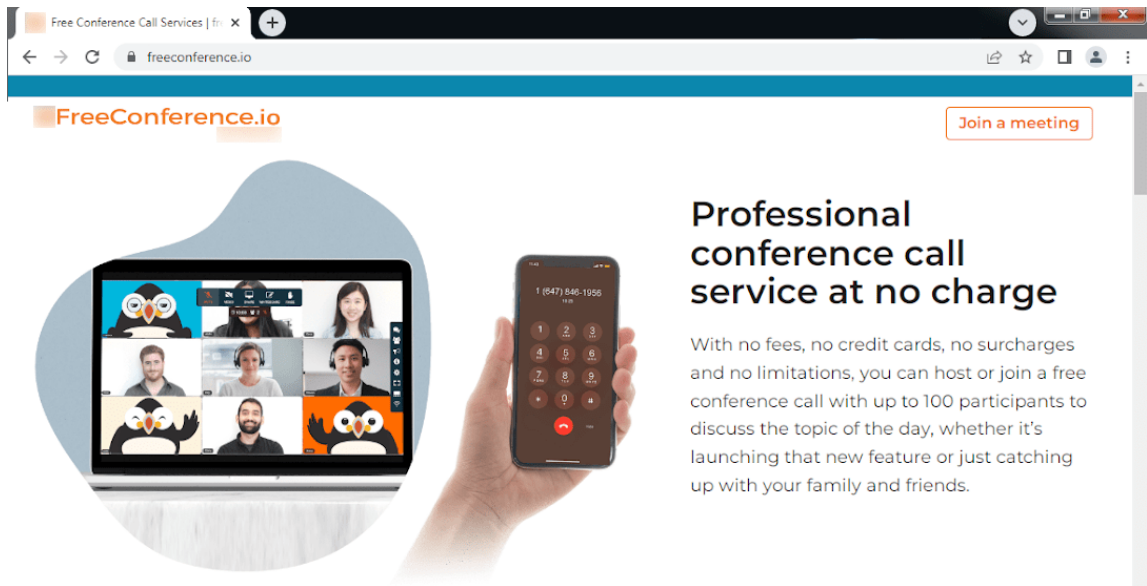 Free Conference Call Services | fr
freeconference.io
FreeConference.io
Join a meeting
Professional
conference call
service at no charge
With no fees, no credit cards, no surcharges
and no limitations, you can host or join a free
conference call with up to 100 participants to
discuss the topic of the day, whether it's
launching that new feature or just catching
up with your family and friends.
1 (647) 846-1956
1 2 3
4 5 6
7 8 9
* 0 #